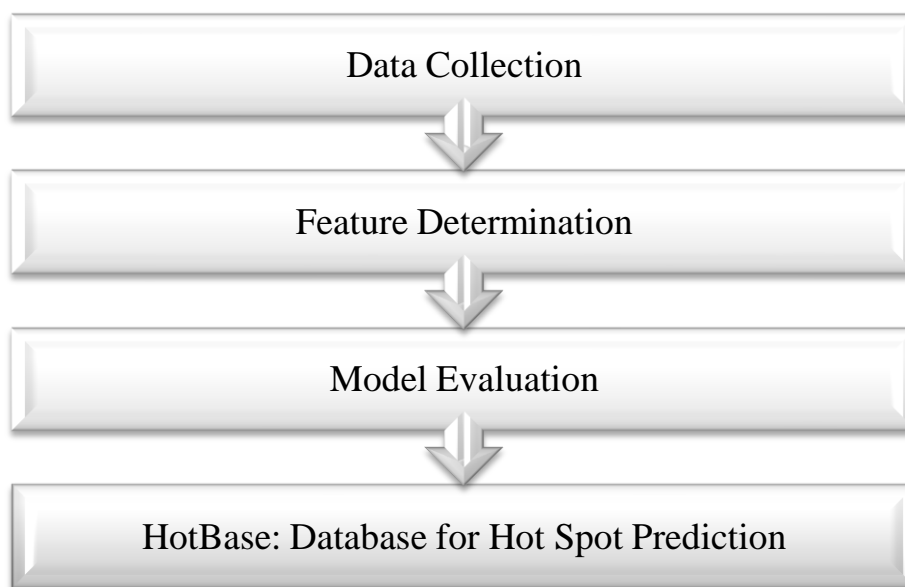 Data Collection
Feature Determination
Model Evaluation
HotBase: Database for Hot Spot Prediction